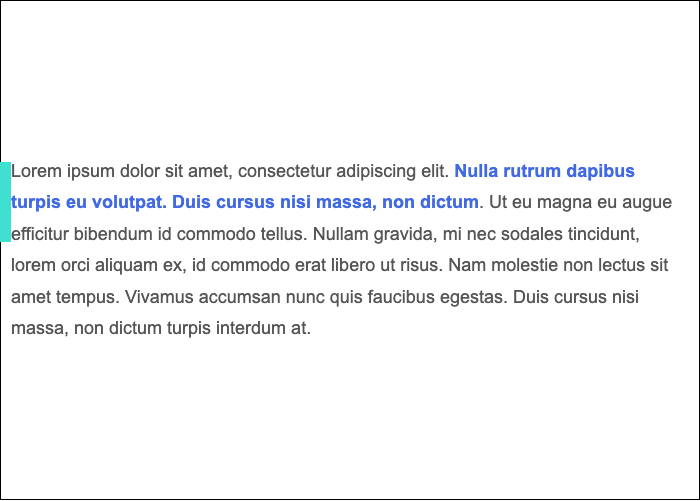 Lorem ipsum dolor sit amet, consectetur adipiscing elit. Nulla rutrum dapibus
turpis eu volutpat. Duis cursus nisi massa, non dictum. Ut eu magna eu augue
efficitur bibendum id commodo tellus. Nullam gravida, mi nec sodales tincidunt,
lorem orci aliquam ex, id commodo erat libero ut risus. Nam molestie non lectus sit
amet tempus. Vivamus accumsan nunc quis faucibus egestas. Duis cursus nisi
massa, non dictum turpis interdum at.